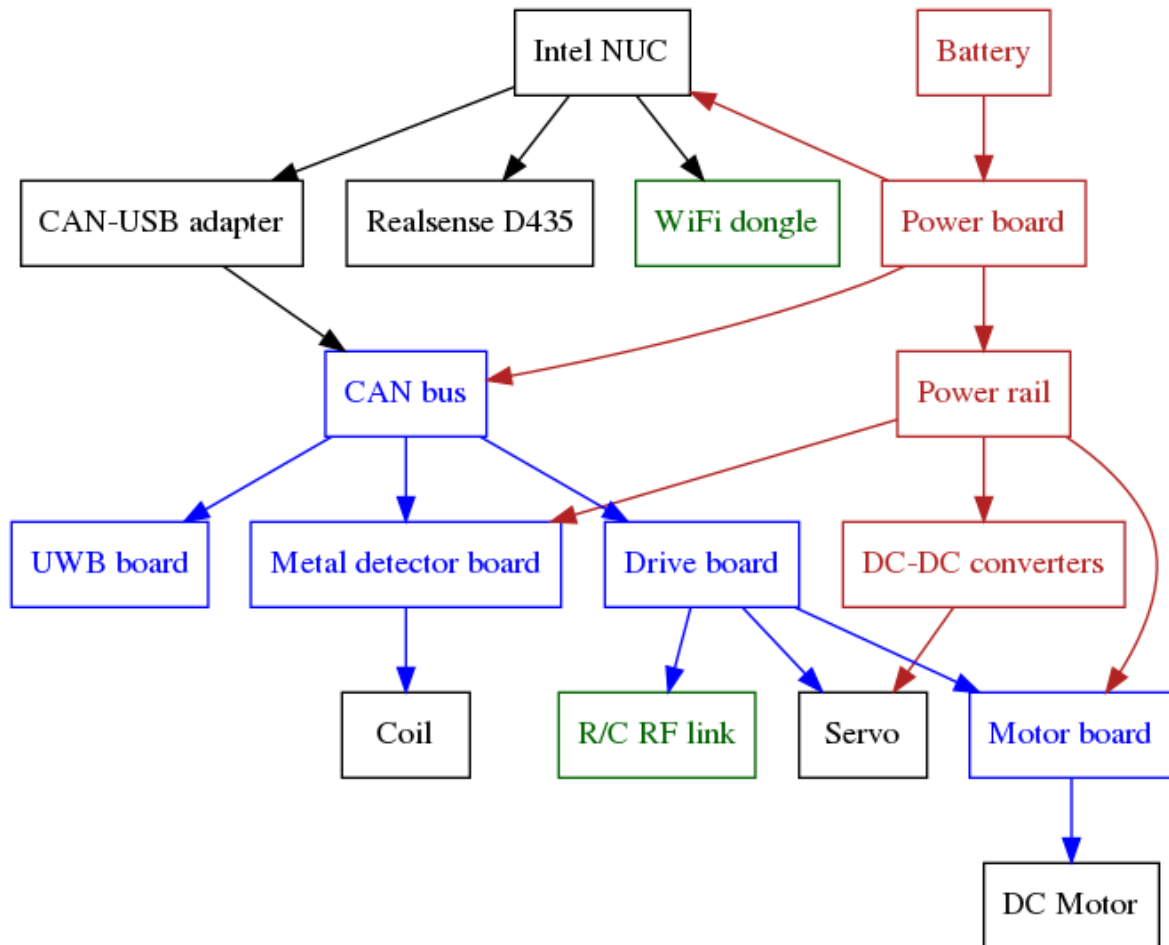 Intel NUC
Battery
CAN-USB adapter
Realsense D435
WiFi dongle
Power board
CAN bus
Power rail
UWB board
Metal detector board
Drive board
DC-DC converters
Coil
R/C RF link
Servo
Motor board
DC Motor